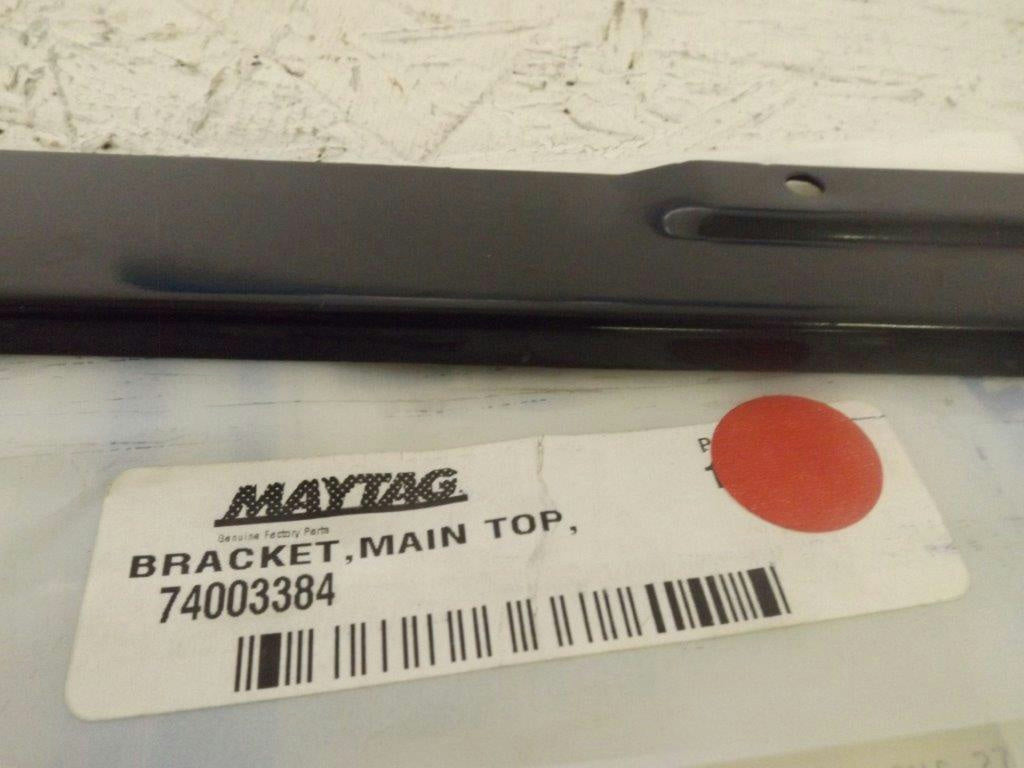 MAYTAG
Genuine Factory Parts
BRACKET,MAIN TOP,
74003384